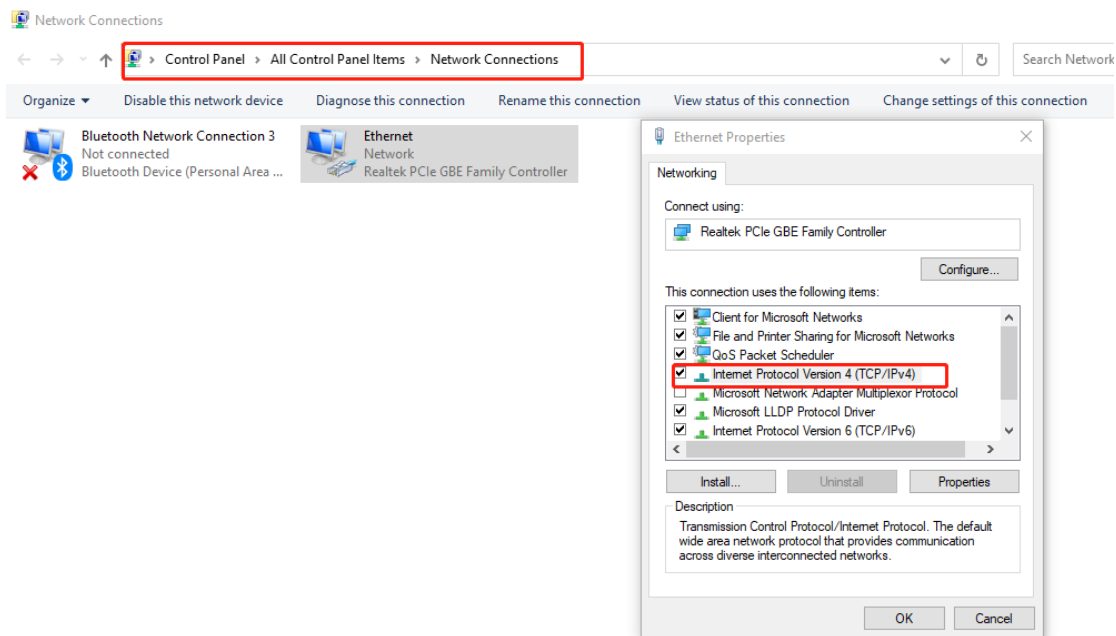 Network Connections
Control Panel > All Control Panel Items > Network Connections
Search Network
Organize Disable this network device Diagnose this connection Rename this connection View status of this connection Change settings of this connection
Bluetooth Network Connection 3
Not connected
Bluetooth Device (Personal Area ...
Ethernet
Network
Realtek PCIe GBE Family Controller
Ethernet Properties
Networking
Connect using:
Realtek PCIe GBE Family Controller
Configure...
This connection uses the following items:
Client for Microsoft Networks
File and Printer Sharing for Microsoft Networks
QoS Packet Scheduler
Internet Protocol Version 4 (TCP/IPv4)
Microsoft Network Adapter Multiplexor Protocol
Microsoft LLDP Protocol Driver
Internet Protocol Version 6 (TCP/IPv6)
Install... Uninstall Properties
Description
Transmission Control Protocol/Internet Protocol. The default
wide area network protocol that provides communication
across diverse interconnected networks.
OK Cancel